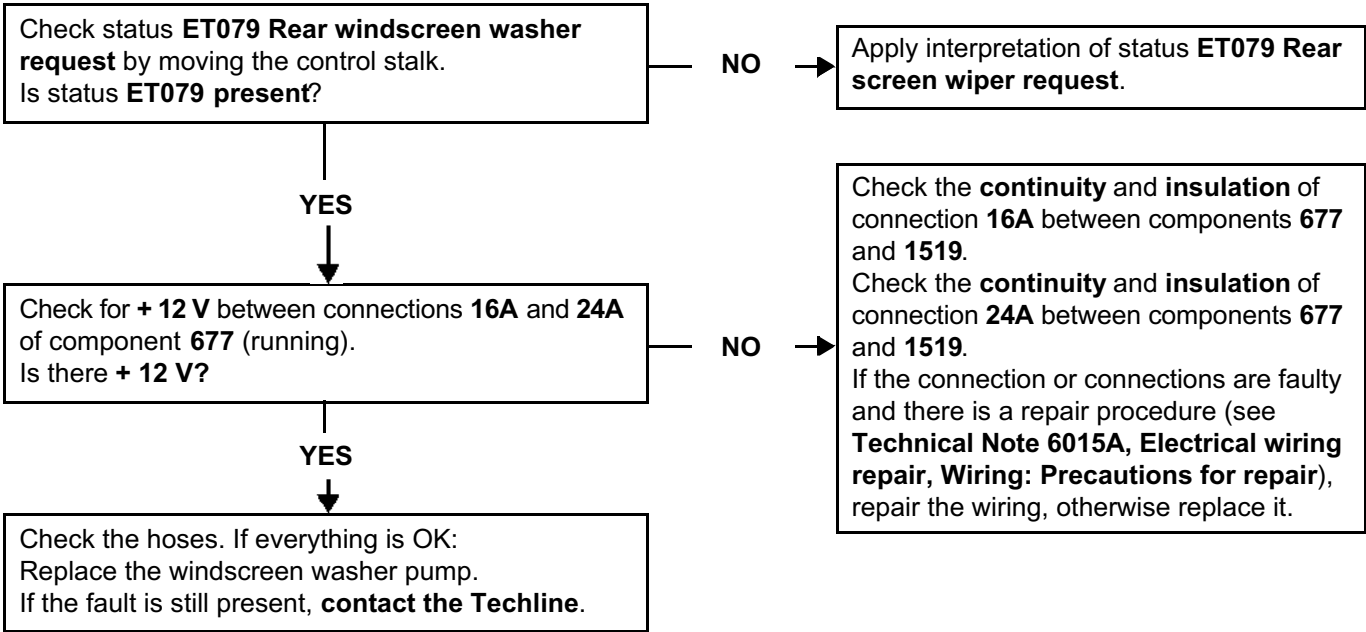 Check status ET079 Rear windscreen washer
request by moving the control stalk.
Is status ET079 present?
NO
Apply interpretation of status ET079 Rear
screen wiper request.
YES
Check for + 12 V between connections 16A and 24A
of component 677 (running).
Is there + 12 V?
NO
Check the continuity and insulation of
connection 16A between components 677
and 1519.
Check the continuity and insulation of
connection 24A between components 677
and 1519.
If the connection or connections are faulty
and there is a repair procedure (see
Technical Note 6015A, Electrical wiring
repair, Wiring: Precautions for repair),
repair the wiring, otherwise replace it.
YES
Check the hoses. If everything is OK:
Replace the windscreen washer pump.
If the fault is still present, contact the Techline.